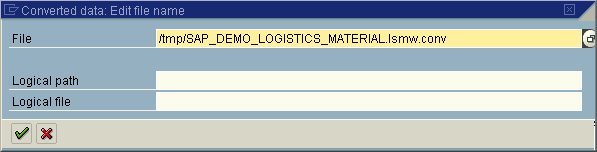 Converted data: Edit file name
File /tmp/SAP_DEMO_LOGISTICS_MATERIAL.lsmw.conv
Logical path
Logical file